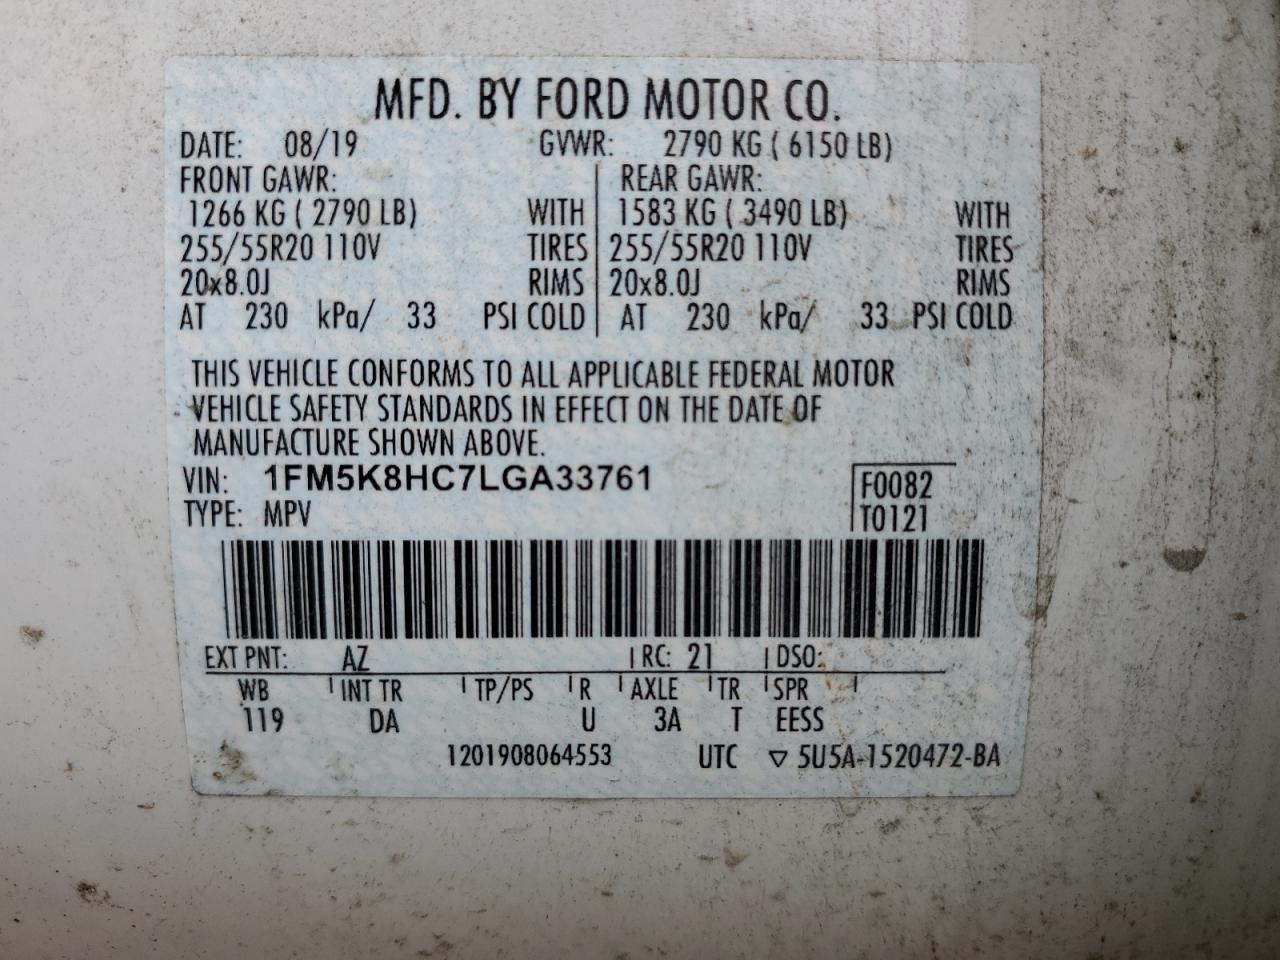 MFD. BY FORD MOTOR CO.
DATE: 08/19 GVWR: 2790 KG ( 6150 LB)
FRONT GAWR: REAR GAWR:
1266 KG ( 2790 LB) WITH 1583 KG ( 3490 LB) WITH
255/55R20 110V TIRES 255/55R20 110V TIRES
20x8.0J RIMS 20x8.0J RIMS
AT 230 kPa/ 33 PSI COLD AT 230 kPa/ 33 PSI COLD
THIS VEHICLE CONFORMS TO ALL APPLICABLE FEDERAL MOTOR
VEHICLE SAFETY STANDARDS IN EFFECT ON THE DATE OF
MANUFACTURE SHOWN ABOVE.
VIN: 1FM5K8HC7LGA33761 F0082
TYPE: MPV T0121
EXT PNT: AZ RC: 21 DSO:
WB INT TR TP/PS R AXLE TR SPR
119 DA U 3A T EESS
1201908064553 UTC ▽ 5U5A-1520472-BA